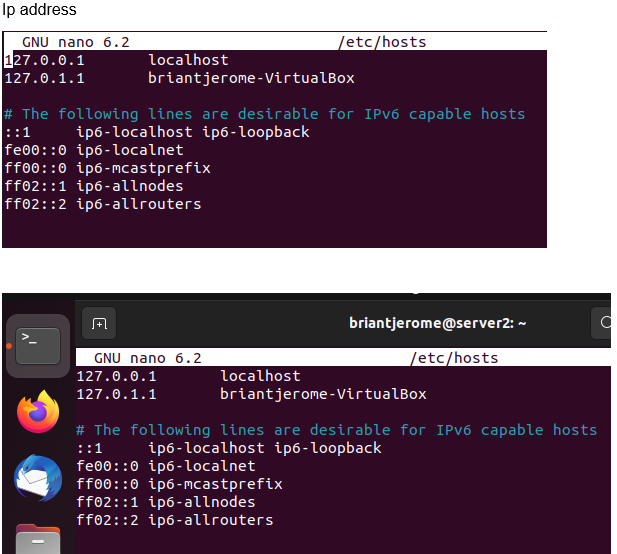 Ip address
GNU nano 6.2 /etc/hosts
127.0.0.1 localhost
127.0.1.1 briantjerome-VirtualBox
# The following lines are desirable for IPv6 capable hosts
::1 ip6-localhost ip6-loopback
fe00::0 ip6-localnet
ff00::0 ip6-mcastprefix
ff02::1 ip6-allnodes
ff02::2 ip6-allrouters
briantjerome@server2: ~
>_
GNU nano 6.2 /etc/hosts
127.0.0.1 localhost
127.0.1.1 briantjerome-VirtualBox
# The following lines are desirable for IPv6 capable hosts
::1 ip6-localhost ip6-loopback
fe00::0 ip6-localnet
ff00::0 ip6-mcastprefix
ff02::1 ip6-allnodes
ff02::2 ip6-allrouters